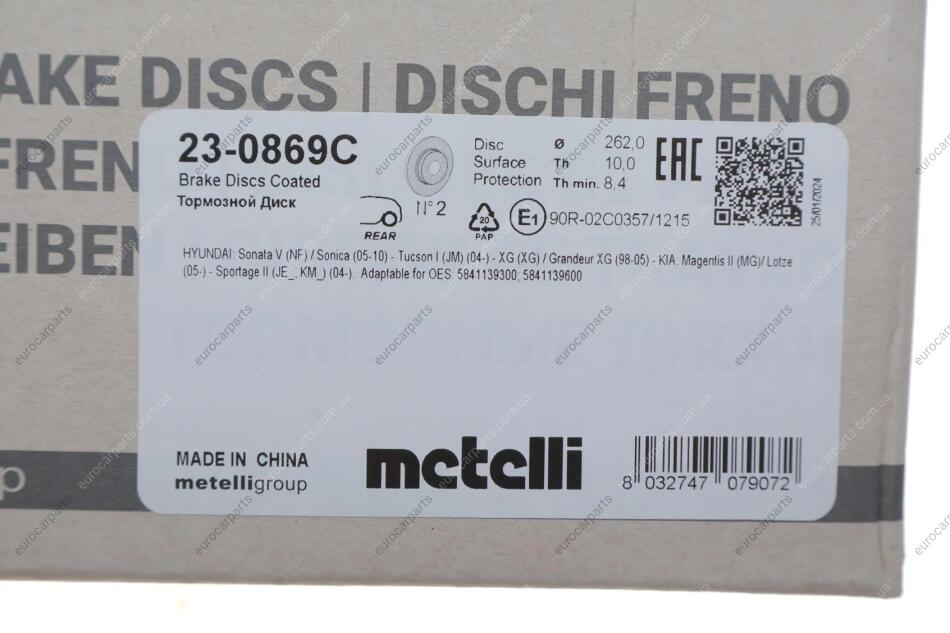 AKE DISCS | DISCHI FRENO
FREN
EIBEN
23-0869C
Brake Discs Coated
Тормозной Диск
REAR
N°2
Disc
Surface
Protection
Ø 262,0
Th 10,0
Th min. 8,4
EAC
25/01/2024
20
PAP
E1 90R-02C0357/1215
HYUNDAI: Sonata V (NF) / Sonica (05-10) - Tucson I (JM) (04-) - XG (XG) / Grandeur XG (98-05) - KIA: Magentis II (MG)/ Lotze
(05-) - Sportage II (JE_, KM_) (04-). Adaptable for OES: 5841139300; 5841139600
MADE IN CHINA
metelligroup
metelli
8 032747 079072
p
eurocarparts.com.ua